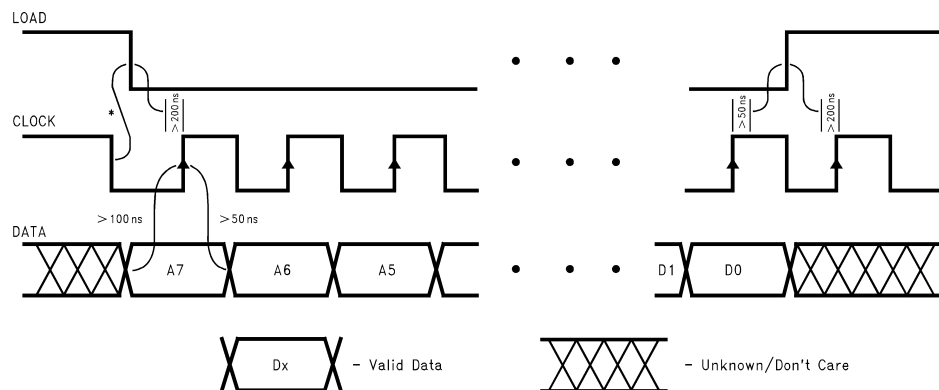 LOAD
*
>200ns
>50ns
>200ns
CLOCK
>100ns
>50ns
DATA
A7
A6
A5
D1
D0
Dx
- Valid Data
- Unknown/Don't Care